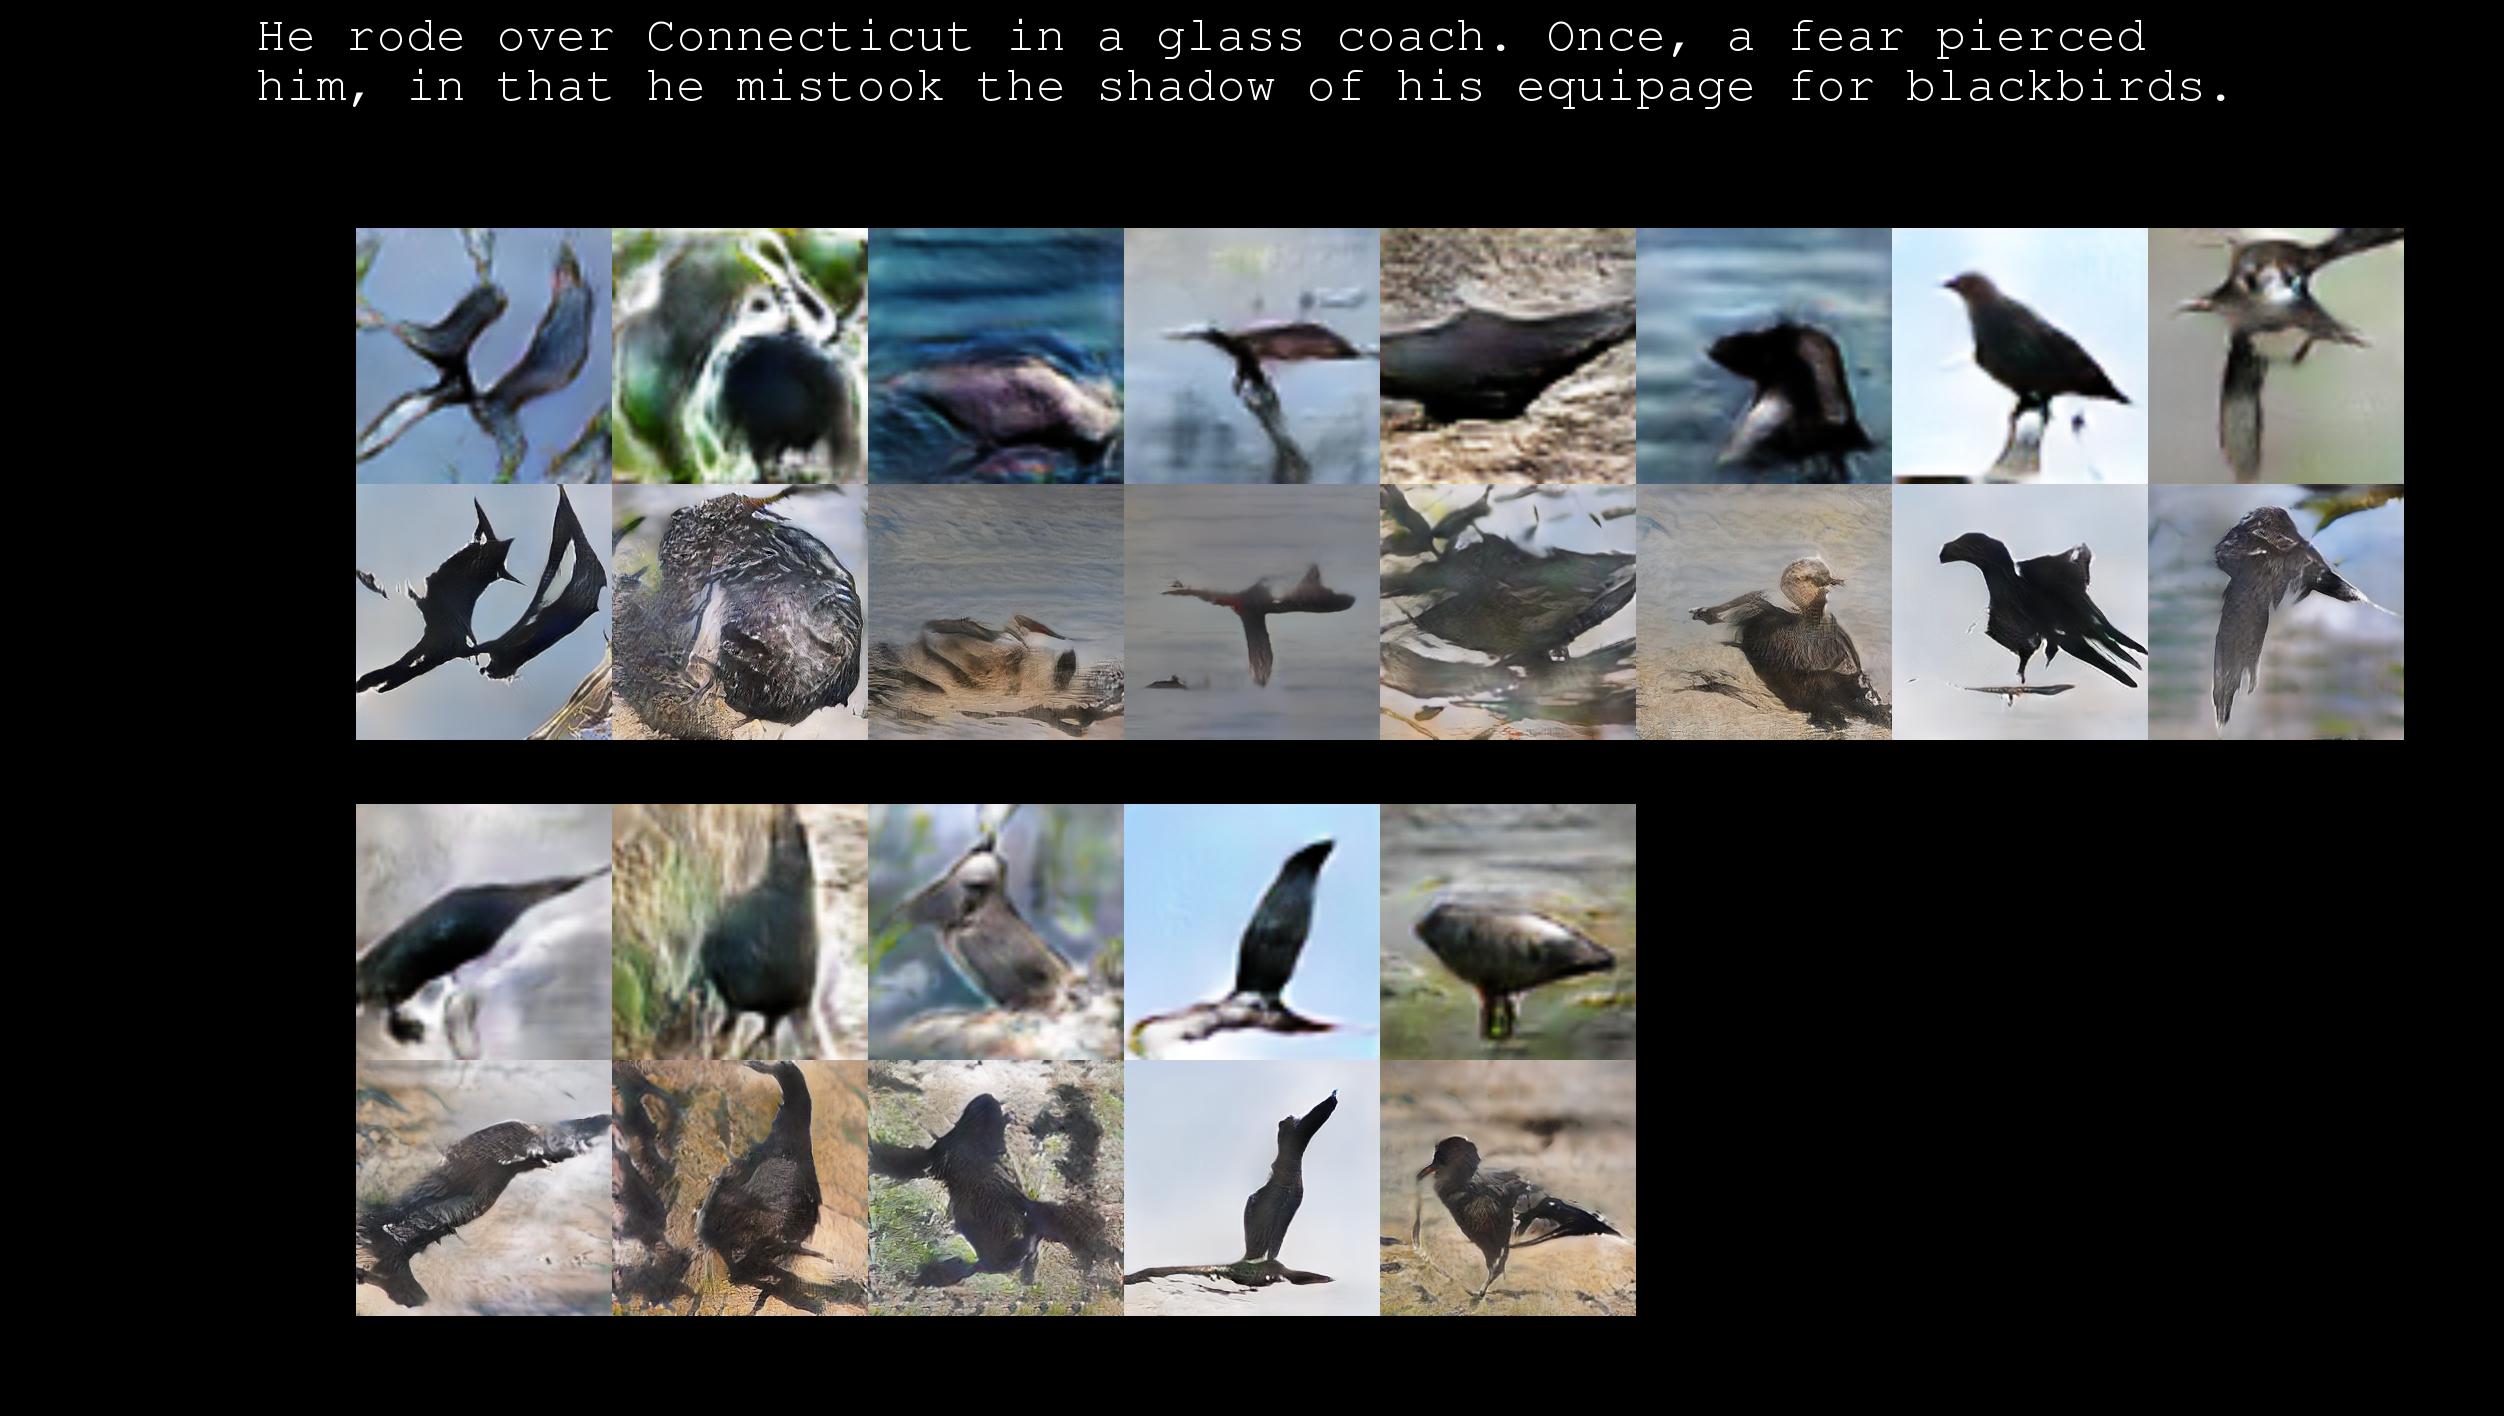 He rode over Connecticut in a glass coach. Once, a fear pierced
him, in that he mistook the shadow of his equipage for blackbirds.